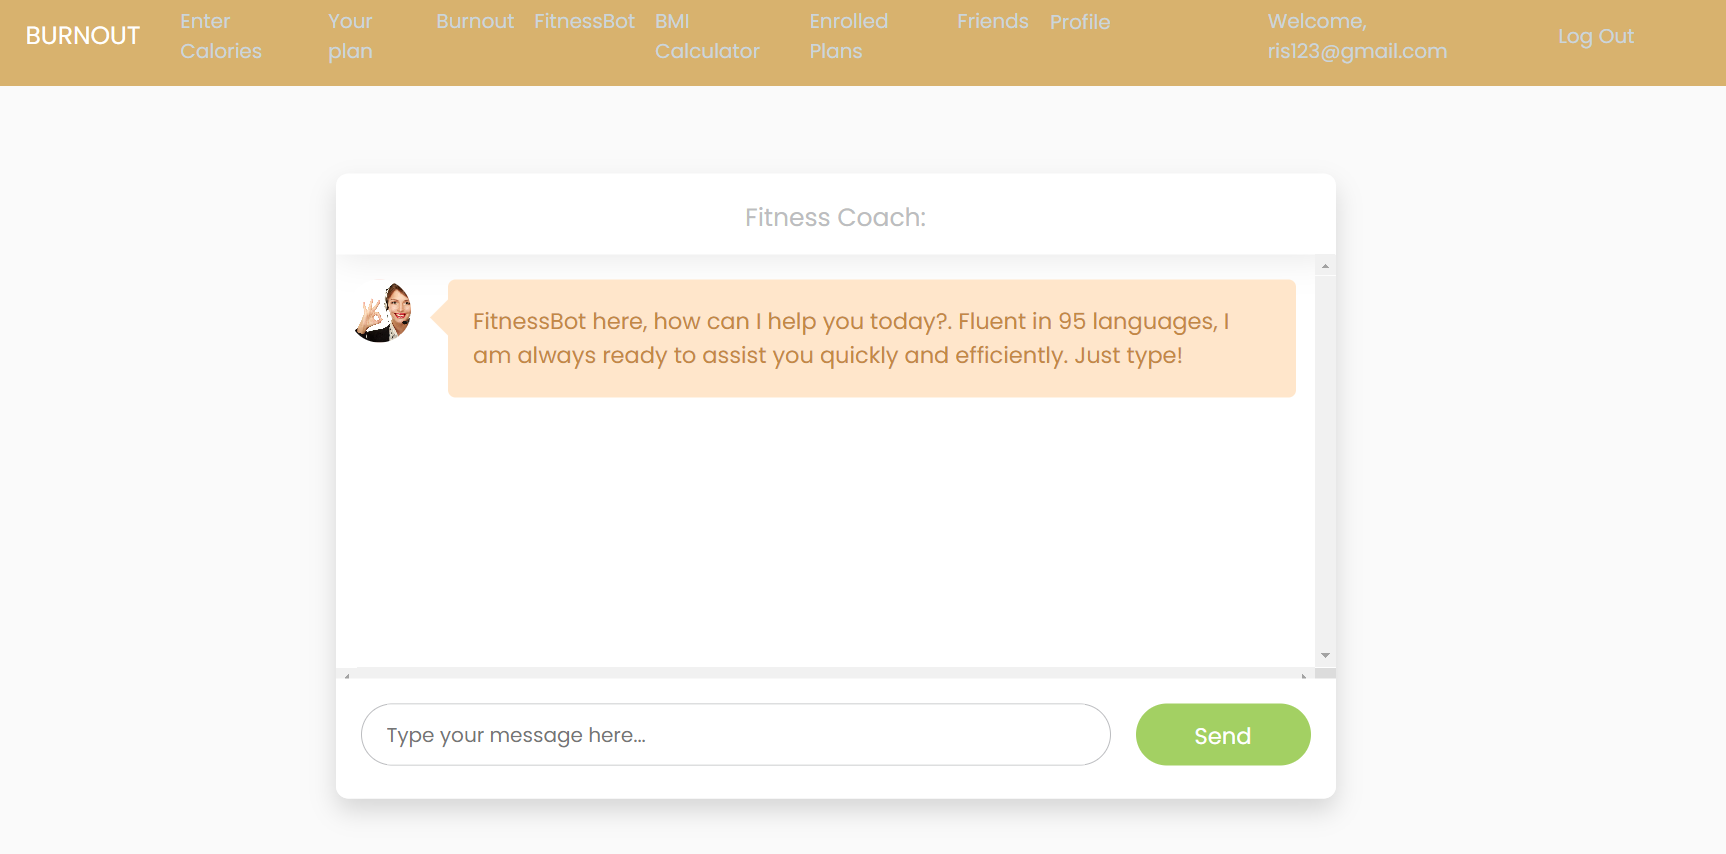 BURNOUT
Enter
Calories
Your
plan
Burnout
FitnessBot
BMI
Calculator
Enrolled
Plans
Friends
Profile
Welcome,
ris123@gmail.com
Log Out
Fitness Coach:
FitnessBot here, how can I help you today?. Fluent in 95 languages, I
am always ready to assist you quickly and efficiently. Just type!
Type your message here...
Send